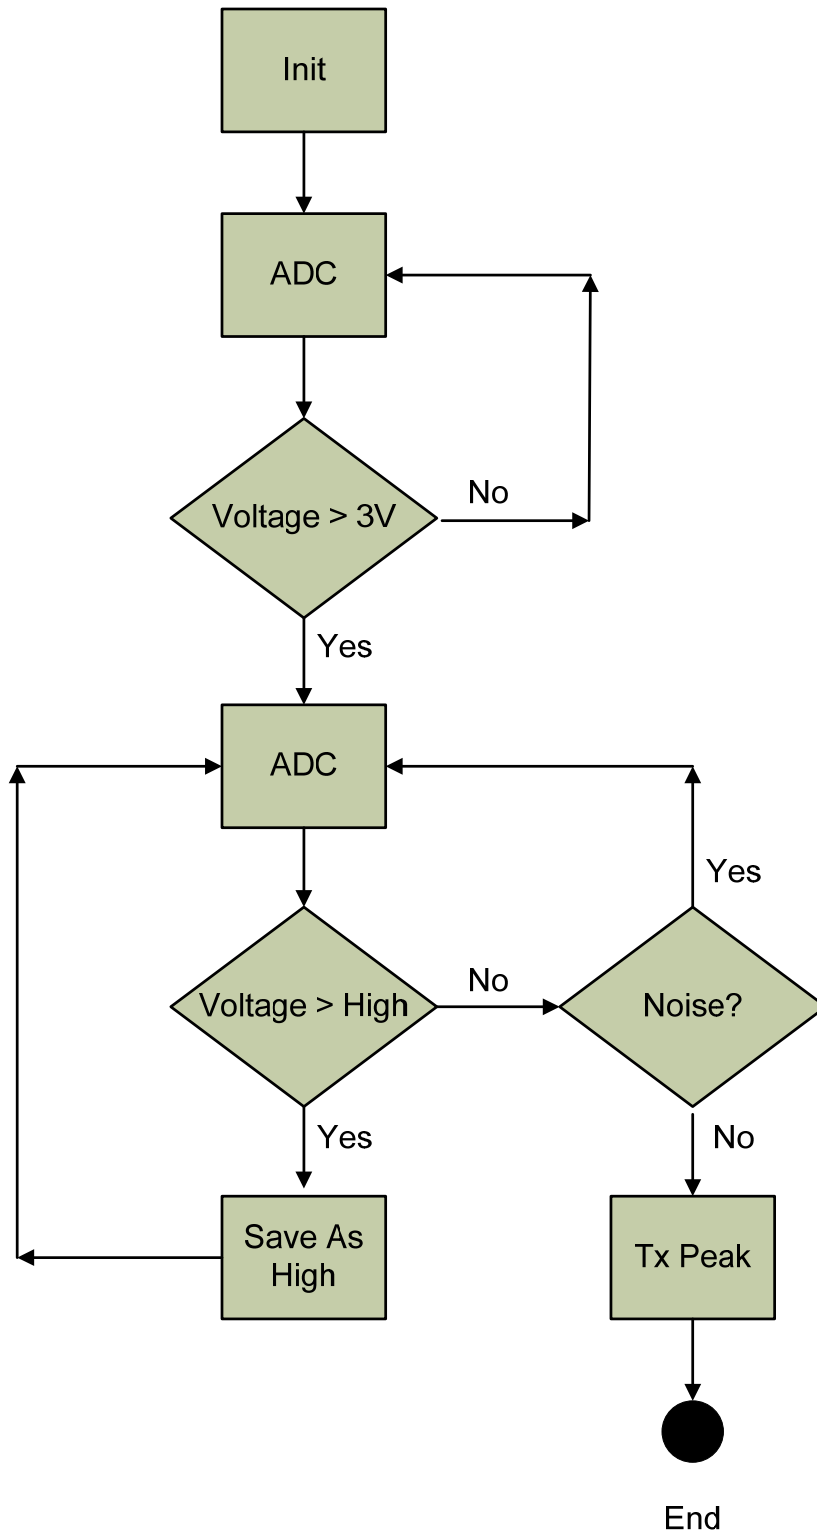 Init
ADC
Voltage > 3V
No
Yes
ADC
Yes
Voltage > High
No
Noise?
Yes
No
Save As
High
Tx Peak
End